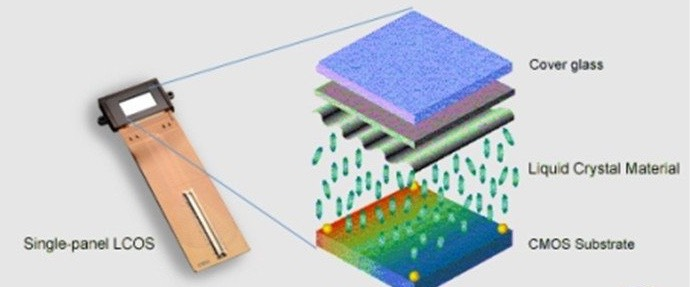 Cover glass
Liquid Crystal Material
Single-panel LCOS
CMOS Substrate